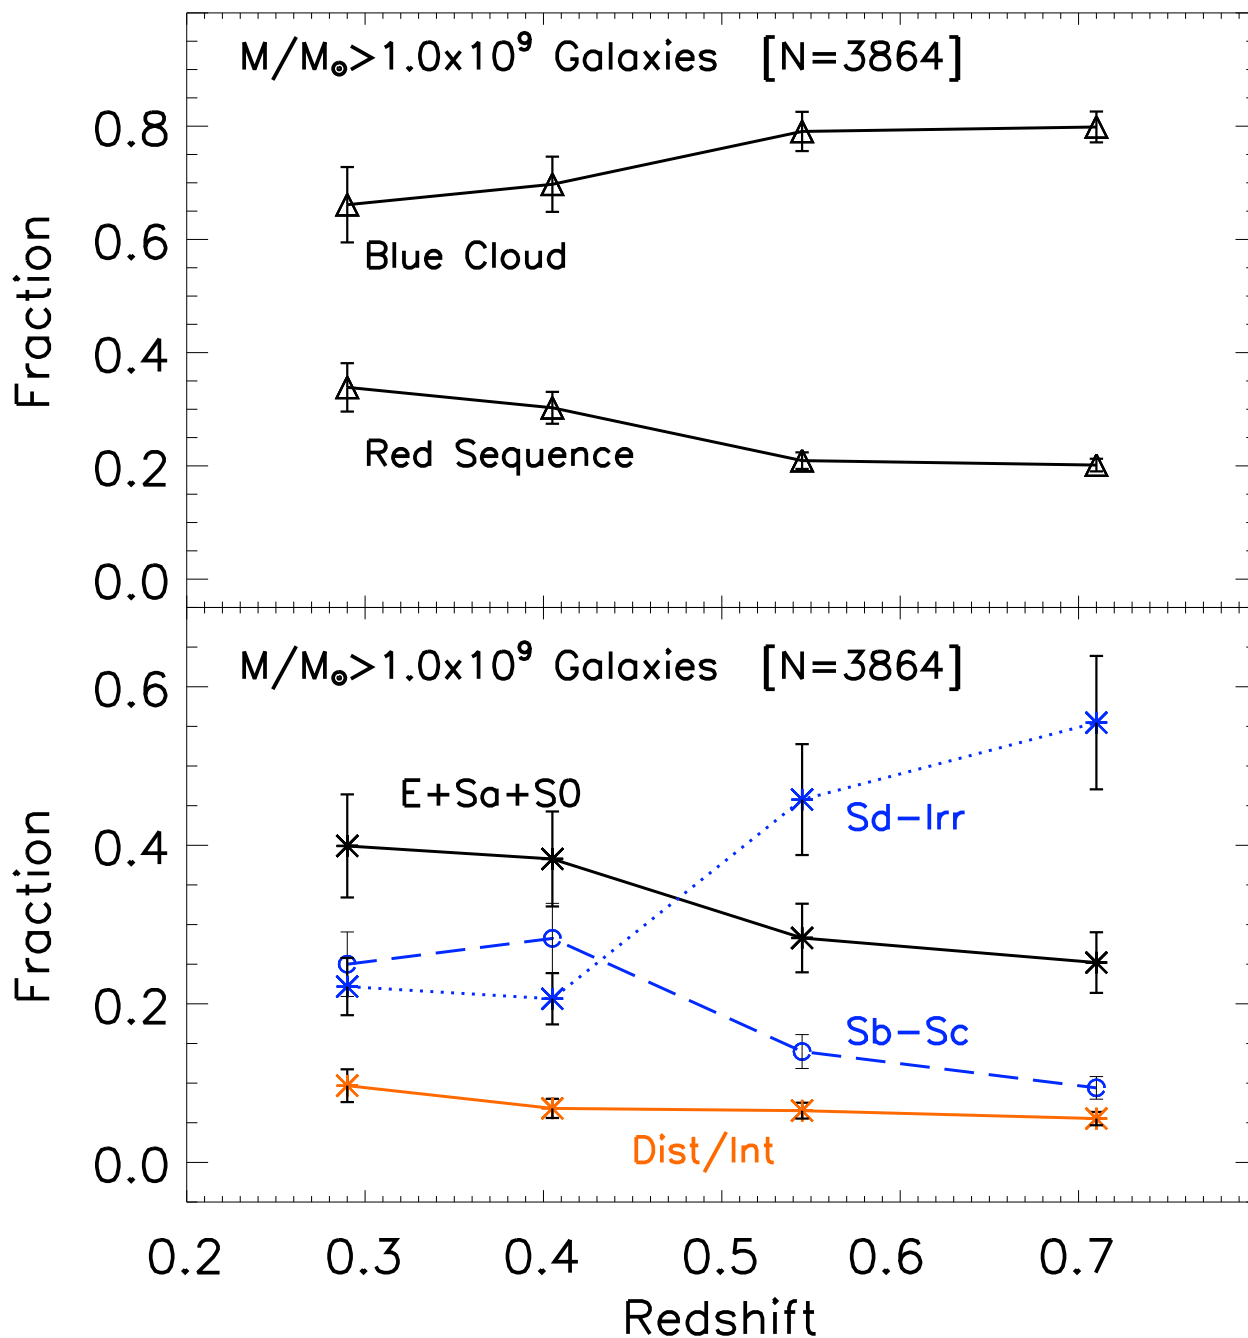 M/M⊙>1.0x10⁹ Galaxies [N=3864]
0.8
0.6
0.4
0.2
0.0
Fraction
Blue Cloud
Red Sequence
M/M⊙>1.0x10⁹ Galaxies [N=3864]
0.6
0.4
0.2
0.0
Fraction
E+Sa+S0
Sd-Irr
Sb-Sc
Dist/Int
0.2 0.3 0.4 0.5 0.6 0.7
Redshift